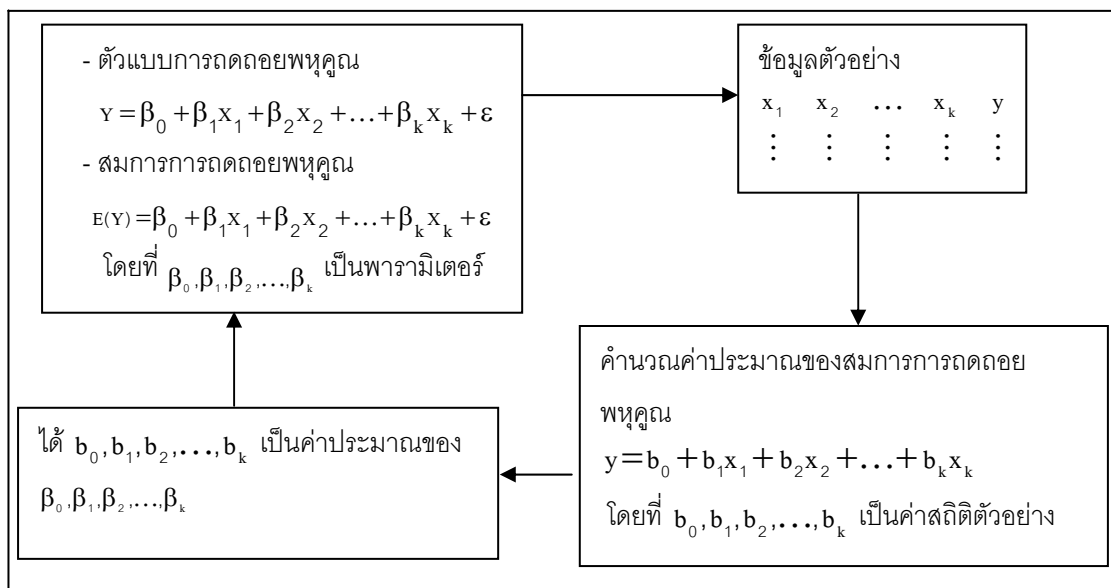 - ตัวแบบการถดถอยพหุคูณ
Y = β₀ + β₁X₁ + β₂X₂ + ... + βₖXₖ + ε
- สมการการถดถอยพหุคูณ
E(Y) = β₀ + β₁X₁ + β₂X₂ + ... + βₖXₖ + ε
โดยที่ β₀, β₁, β₂, ..., βₖ เป็นพารามิเตอร์
ข้อมูลตัวอย่าง
x₁ x₂ ... xₖ y
⋮ ⋮ ⋮ ⋮ ⋮
คำนวณค่าประมาณของสมการการถดถอย
พหุคูณ
y = b₀ + b₁x₁ + b₂x₂ + ... + bₖxₖ
โดยที่ b₀, b₁, b₂, ..., bₖ เป็นค่าสถิติตัวอย่าง
ได้ b₀, b₁, b₂, ..., bₖ เป็นค่าประมาณของ
β₀, β₁, β₂, ..., βₖ